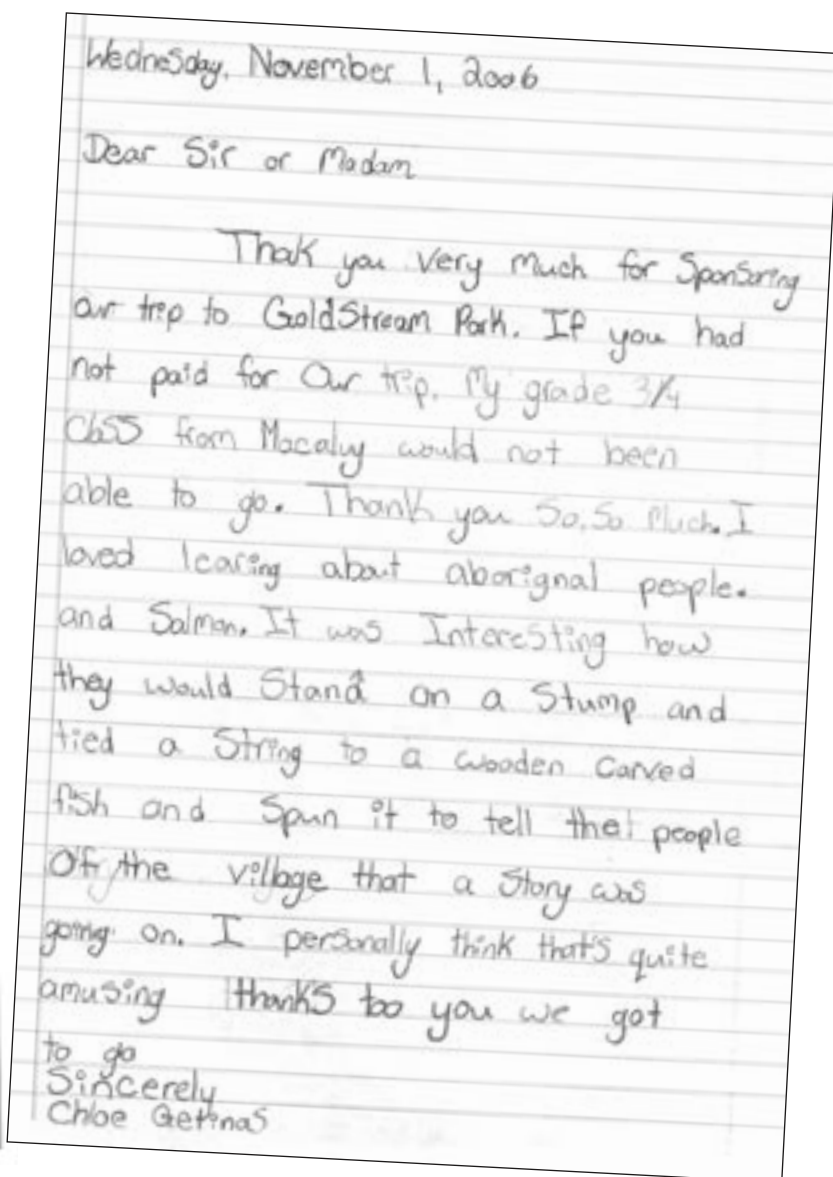 Wednesday, November 1, 2006
Dear Sir or Madam
Thak you very much for Sponsoring
our trip to GoldStream Park. If you had
not paid for Our trip. My grade 3/4
Class from Macaluy would not been
able to go. Thank you So, So Much. I
loved learing about aborignal people.
and Salmon. It was Interesting how
they would Stand on a Stump and
tied a String to a wooden carved
fish and Spun it to tell the people
Of the village that a Story was
going on. I personally think that's quite
amusing thanks too you we got
to go
Sincerely
Chloe